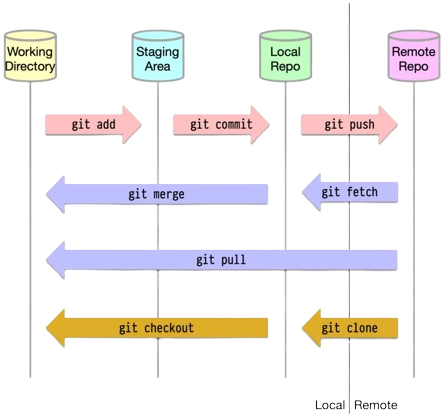 Working
Directory
Staging
Area
Local
Repo
Remote
Repo
git add
git commit
git push
git merge
git fetch
git pull
git checkout
git clone
Local
Remote